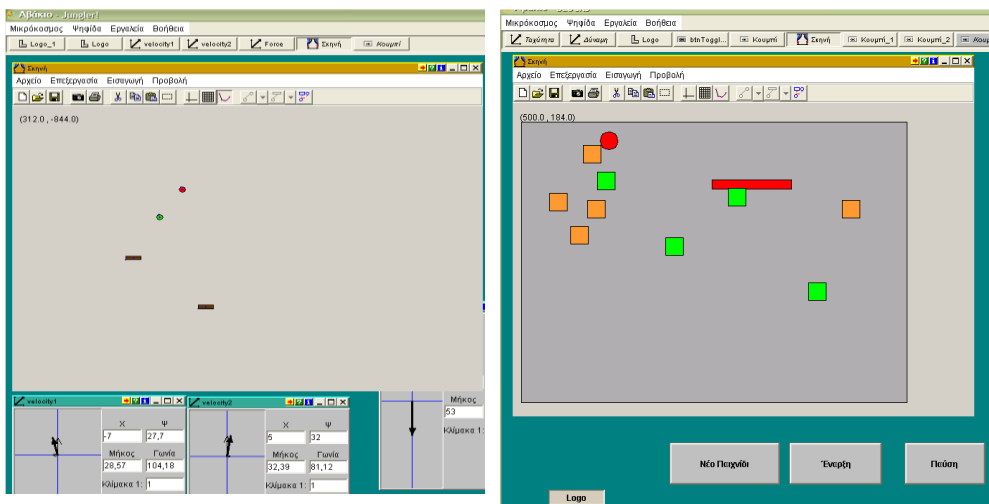 Αβάκιο - Jungler1
Μικρόκοσμος Ψηφίδα Εργαλεία Βοήθεια
Logo_1 Logo velocity1 velocity2 Force Σκηνή Κουμπί
Σκηνή
Αρχείο Επεξεργασία Εισαγωγή Προβολή
(312.0 , -844.0)
velocity1
Χ Ψ
-7 27,7
Μήκος Γωνία
28,57 104,18
Κλίμακα 1: 1
velocity2
Χ Ψ
5 32
Μήκος Γωνία
32,39 81,12
Κλίμακα 1: 1
Μήκος
53
Κλίμακα 1:
Μικρόκοσμος Ψηφίδα Εργαλεία Βοήθεια
Ταχύτητα Δύναμη Logo btnToggl... Κουμπί Σκηνή Κουμπί_1 Κουμπί_2
Σκηνή
Αρχείο Επεξεργασία Εισαγωγή Προβολή
(500.0 , 184.0)
Νέο Παιχνίδι Έναρξη Παύση
Logo